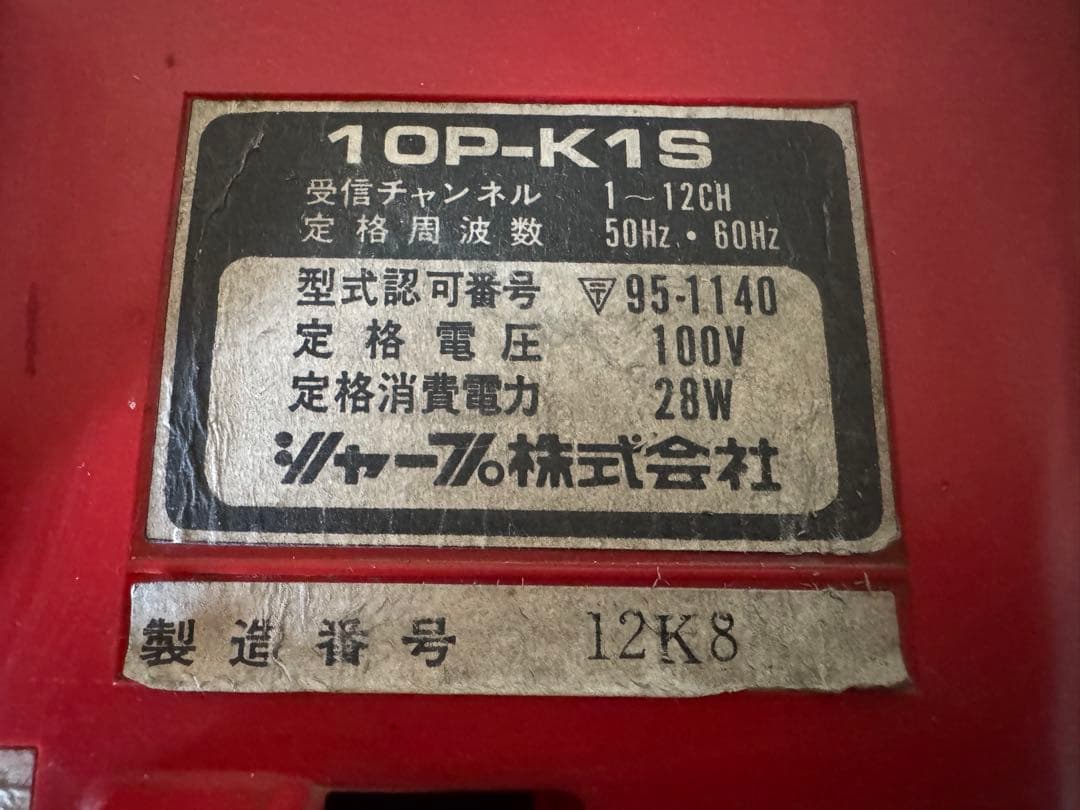 10P-K1S
受信チャンネル 1～12CH
定格周波数 50Hz・60Hz
型式認可番号 〒95-1140
定格電圧 100V
定格消費電力 28W
シャープ株式会社
製造番号 12K8